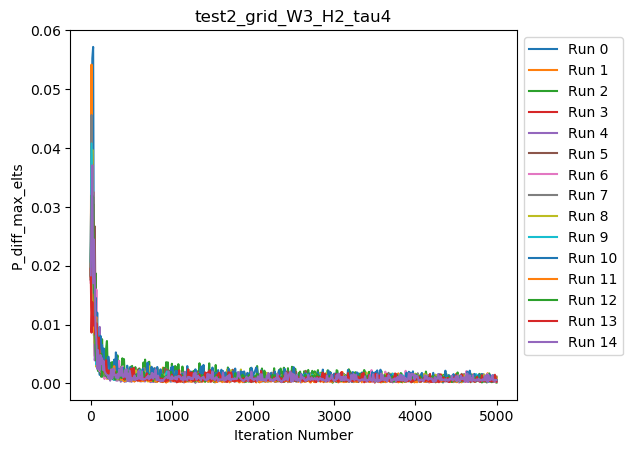 test2_grid_W3_H2_tau4
0.06
0.05
0.04
0.03
0.02
0.01
0.00
P_diff_max_elts
0
1000
2000
3000
4000
5000
Iteration Number
Run 0
Run 1
Run 2
Run 3
Run 4
Run 5
Run 6
Run 7
Run 8
Run 9
Run 10
Run 11
Run 12
Run 13
Run 14